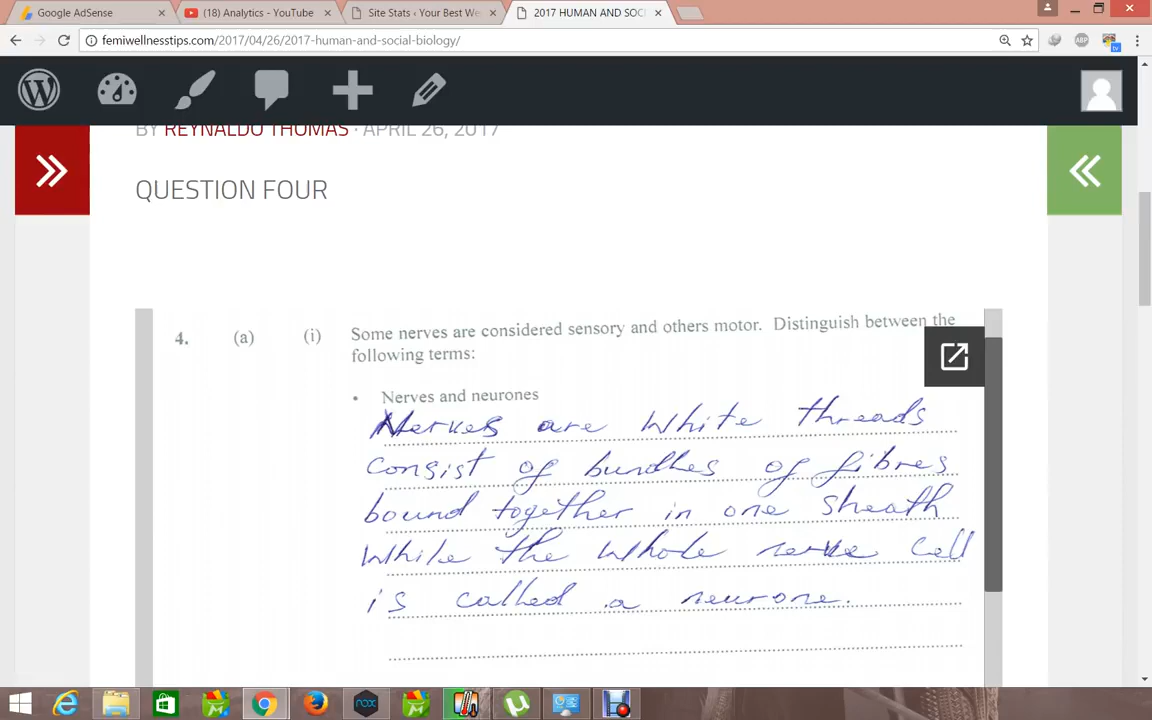 Google AdSense
(18) Analytics - YouTube
Site Stats ‹ Your Best We
2017 HUMAN AND SOC
femiwellnesstips.com/2017/04/26/2017-human-and-social-biology/
ABP
tv
BY REYNALDO THOMAS · APRIL 26, 2017
QUESTION FOUR
4. (a) (i) Some nerves are considered sensory and others motor. Distinguish between the
following terms:
• Nerves and neurones
Nerves are white threads
consist of bundles of fibres
bound together in one sheath
While the whole nerve cell
is called a neurone.
nox